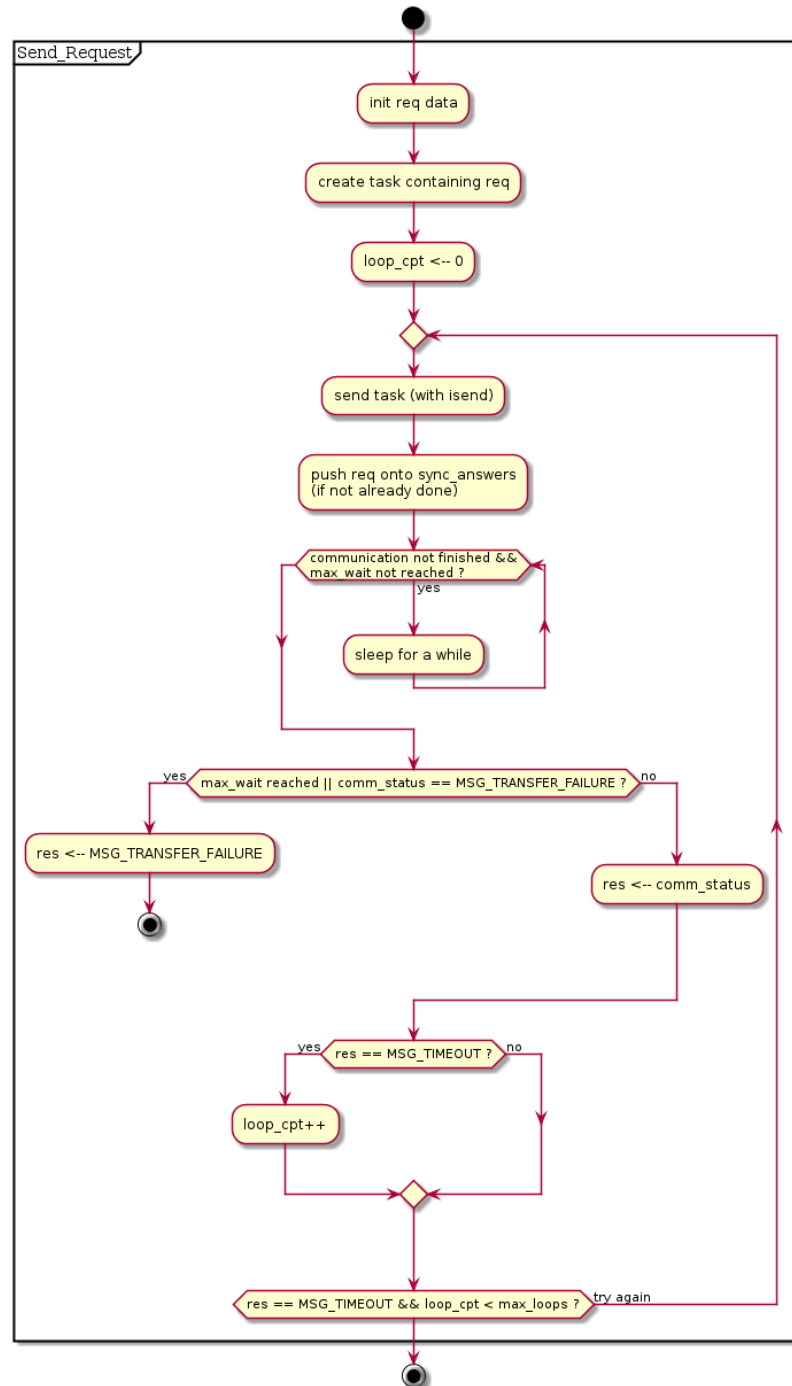 Send_Request
init req data
create task containing req
loop_cpt <-- 0
send task (with isend)
push req onto sync_answers
(if not already done)
communication not finished &&
max_wait not reached ?
yes
sleep for a while
yes
max_wait reached || comm_status == MSG_TRANSFER_FAILURE ?
no
res <-- MSG_TRANSFER_FAILURE
res <-- comm_status
yes
res == MSG_TIMEOUT ?
no
loop_cpt++
res == MSG_TIMEOUT && loop_cpt < max_loops ?
try again